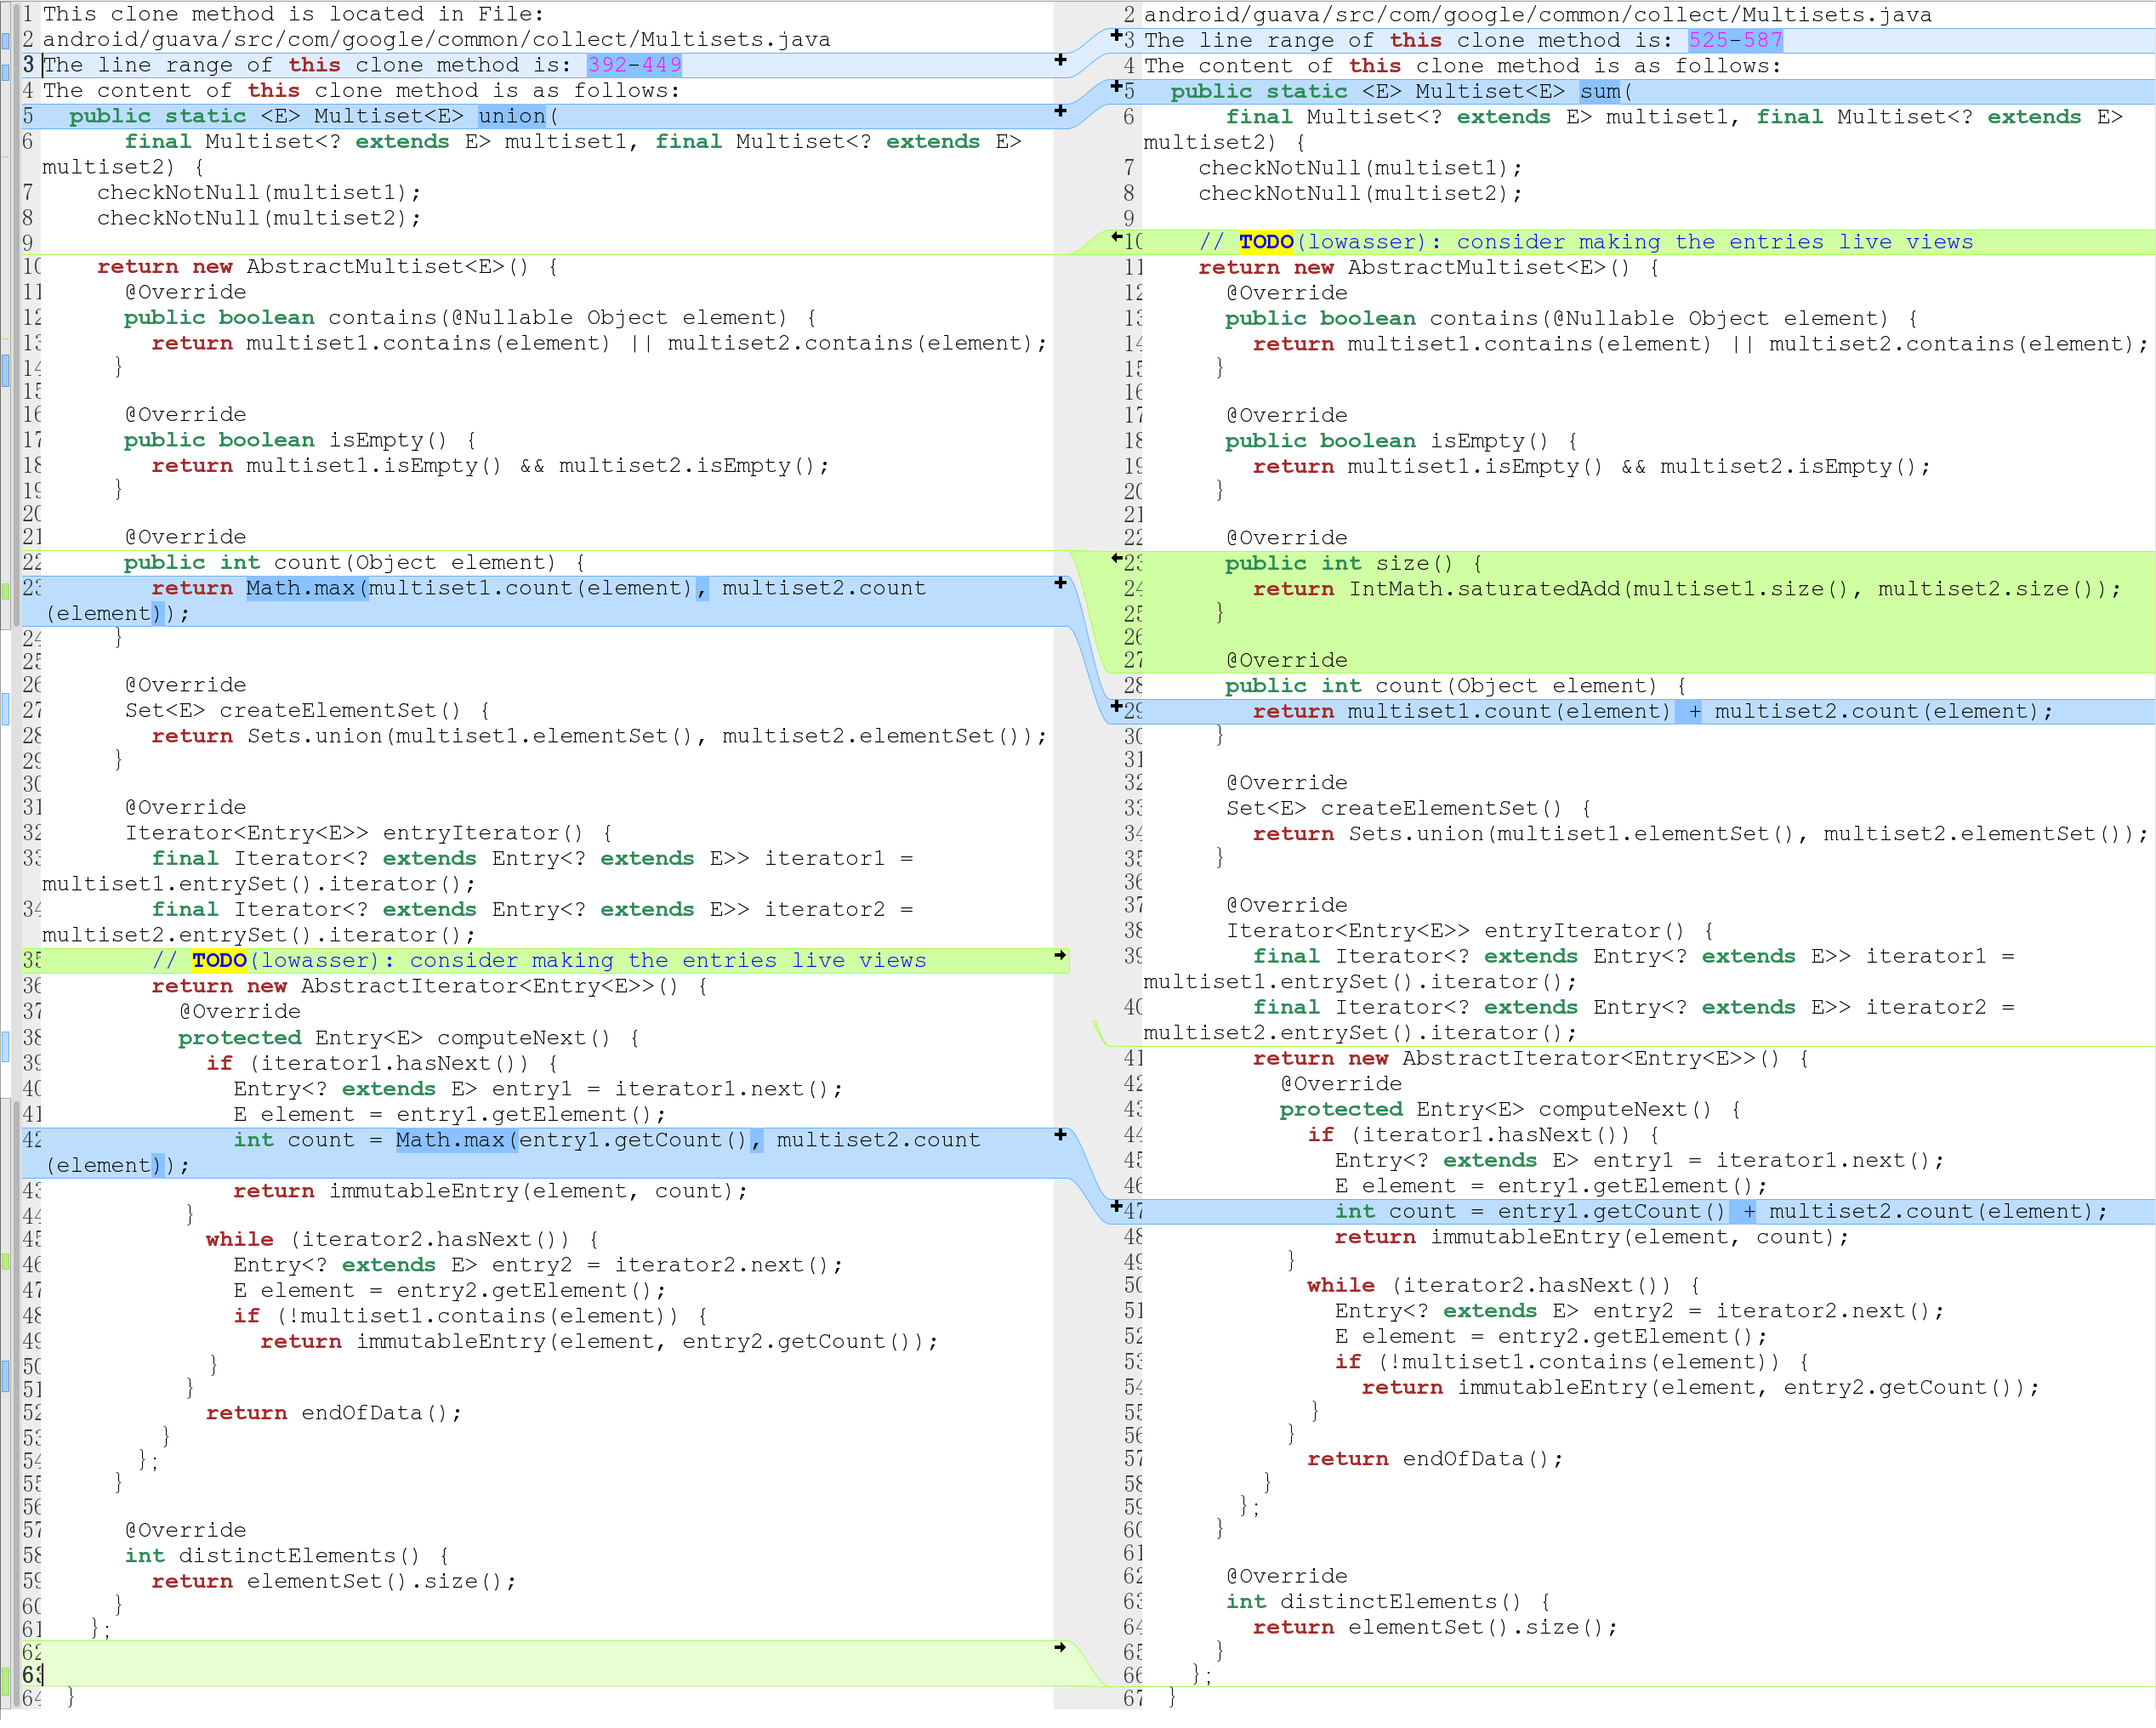 1 This clone method is located in File:
2 android/guava/src/com/google/common/collect/Multisets.java
3 The line range of this clone method is: 392-449
4 The content of this clone method is as follows:
5   public static <E> Multiset<E> union(
6       final Multiset<? extends E> multiset1, final Multiset<? extends E>
multiset2) {
7     checkNotNull(multiset1);
8     checkNotNull(multiset2);
9
10     return new AbstractMultiset<E>() {
11       @Override
12       public boolean contains(@Nullable Object element) {
13         return multiset1.contains(element) || multiset2.contains(element);
14       }
15
16       @Override
17       public boolean isEmpty() {
18         return multiset1.isEmpty() && multiset2.isEmpty();
19       }
20
21       @Override
22       public int count(Object element) {
23         return Math.max(multiset1.count(element), multiset2.count
(element));
24       }
25
26       @Override
27       Set<E> createElementSet() {
28         return Sets.union(multiset1.elementSet(), multiset2.elementSet());
29       }
30
31       @Override
32       Iterator<Entry<E>> entryIterator() {
33         final Iterator<? extends Entry<? extends E>> iterator1 =
multiset1.entrySet().iterator();
34         final Iterator<? extends Entry<? extends E>> iterator2 =
multiset2.entrySet().iterator();
35         // TODO(lowasser): consider making the entries live views
36         return new AbstractIterator<Entry<E>>() {
37           @Override
38           protected Entry<E> computeNext() {
39             if (iterator1.hasNext()) {
40               Entry<? extends E> entry1 = iterator1.next();
41               E element = entry1.getElement();
42               int count = Math.max(entry1.getCount(), multiset2.count
(element));
43               return immutableEntry(element, count);
44             }
45             while (iterator2.hasNext()) {
46               Entry<? extends E> entry2 = iterator2.next();
47               E element = entry2.getElement();
48               if (!multiset1.contains(element)) {
49                 return immutableEntry(element, entry2.getCount());
50               }
51             }
52             return endOfData();
53           }
54         };
55       }
56
57       @Override
58       int distinctElements() {
59         return elementSet().size();
60       }
61     };
62
63
64   }
2 android/guava/src/com/google/common/collect/Multisets.java
3 The line range of this clone method is: 525-587
4 The content of this clone method is as follows:
5   public static <E> Multiset<E> sum(
6       final Multiset<? extends E> multiset1, final Multiset<? extends E>
multiset2) {
7     checkNotNull(multiset1);
8     checkNotNull(multiset2);
9
10     // TODO(lowasser): consider making the entries live views
11     return new AbstractMultiset<E>() {
12       @Override
13       public boolean contains(@Nullable Object element) {
14         return multiset1.contains(element) || multiset2.contains(element);
15       }
16
17       @Override
18       public boolean isEmpty() {
19         return multiset1.isEmpty() && multiset2.isEmpty();
20       }
21
22       @Override
23       public int size() {
24         return IntMath.saturatedAdd(multiset1.size(), multiset2.size());
25       }
26
27       @Override
28       public int count(Object element) {
29         return multiset1.count(element) + multiset2.count(element);
30       }
31
32       @Override
33       Set<E> createElementSet() {
34         return Sets.union(multiset1.elementSet(), multiset2.elementSet());
35       }
36
37       @Override
38       Iterator<Entry<E>> entryIterator() {
39         final Iterator<? extends Entry<? extends E>> iterator1 =
multiset1.entrySet().iterator();
40         final Iterator<? extends Entry<? extends E>> iterator2 =
multiset2.entrySet().iterator();
41         return new AbstractIterator<Entry<E>>() {
42           @Override
43           protected Entry<E> computeNext() {
44             if (iterator1.hasNext()) {
45               Entry<? extends E> entry1 = iterator1.next();
46               E element = entry1.getElement();
47               int count = entry1.getCount() + multiset2.count(element);
48               return immutableEntry(element, count);
49             }
50             while (iterator2.hasNext()) {
51               Entry<? extends E> entry2 = iterator2.next();
52               E element = entry2.getElement();
53               if (!multiset1.contains(element)) {
54                 return immutableEntry(element, entry2.getCount());
55               }
56             }
57             return endOfData();
58           }
59         };
60       }
61
62       @Override
63       int distinctElements() {
64         return elementSet().size();
65       }
66     };
67   }